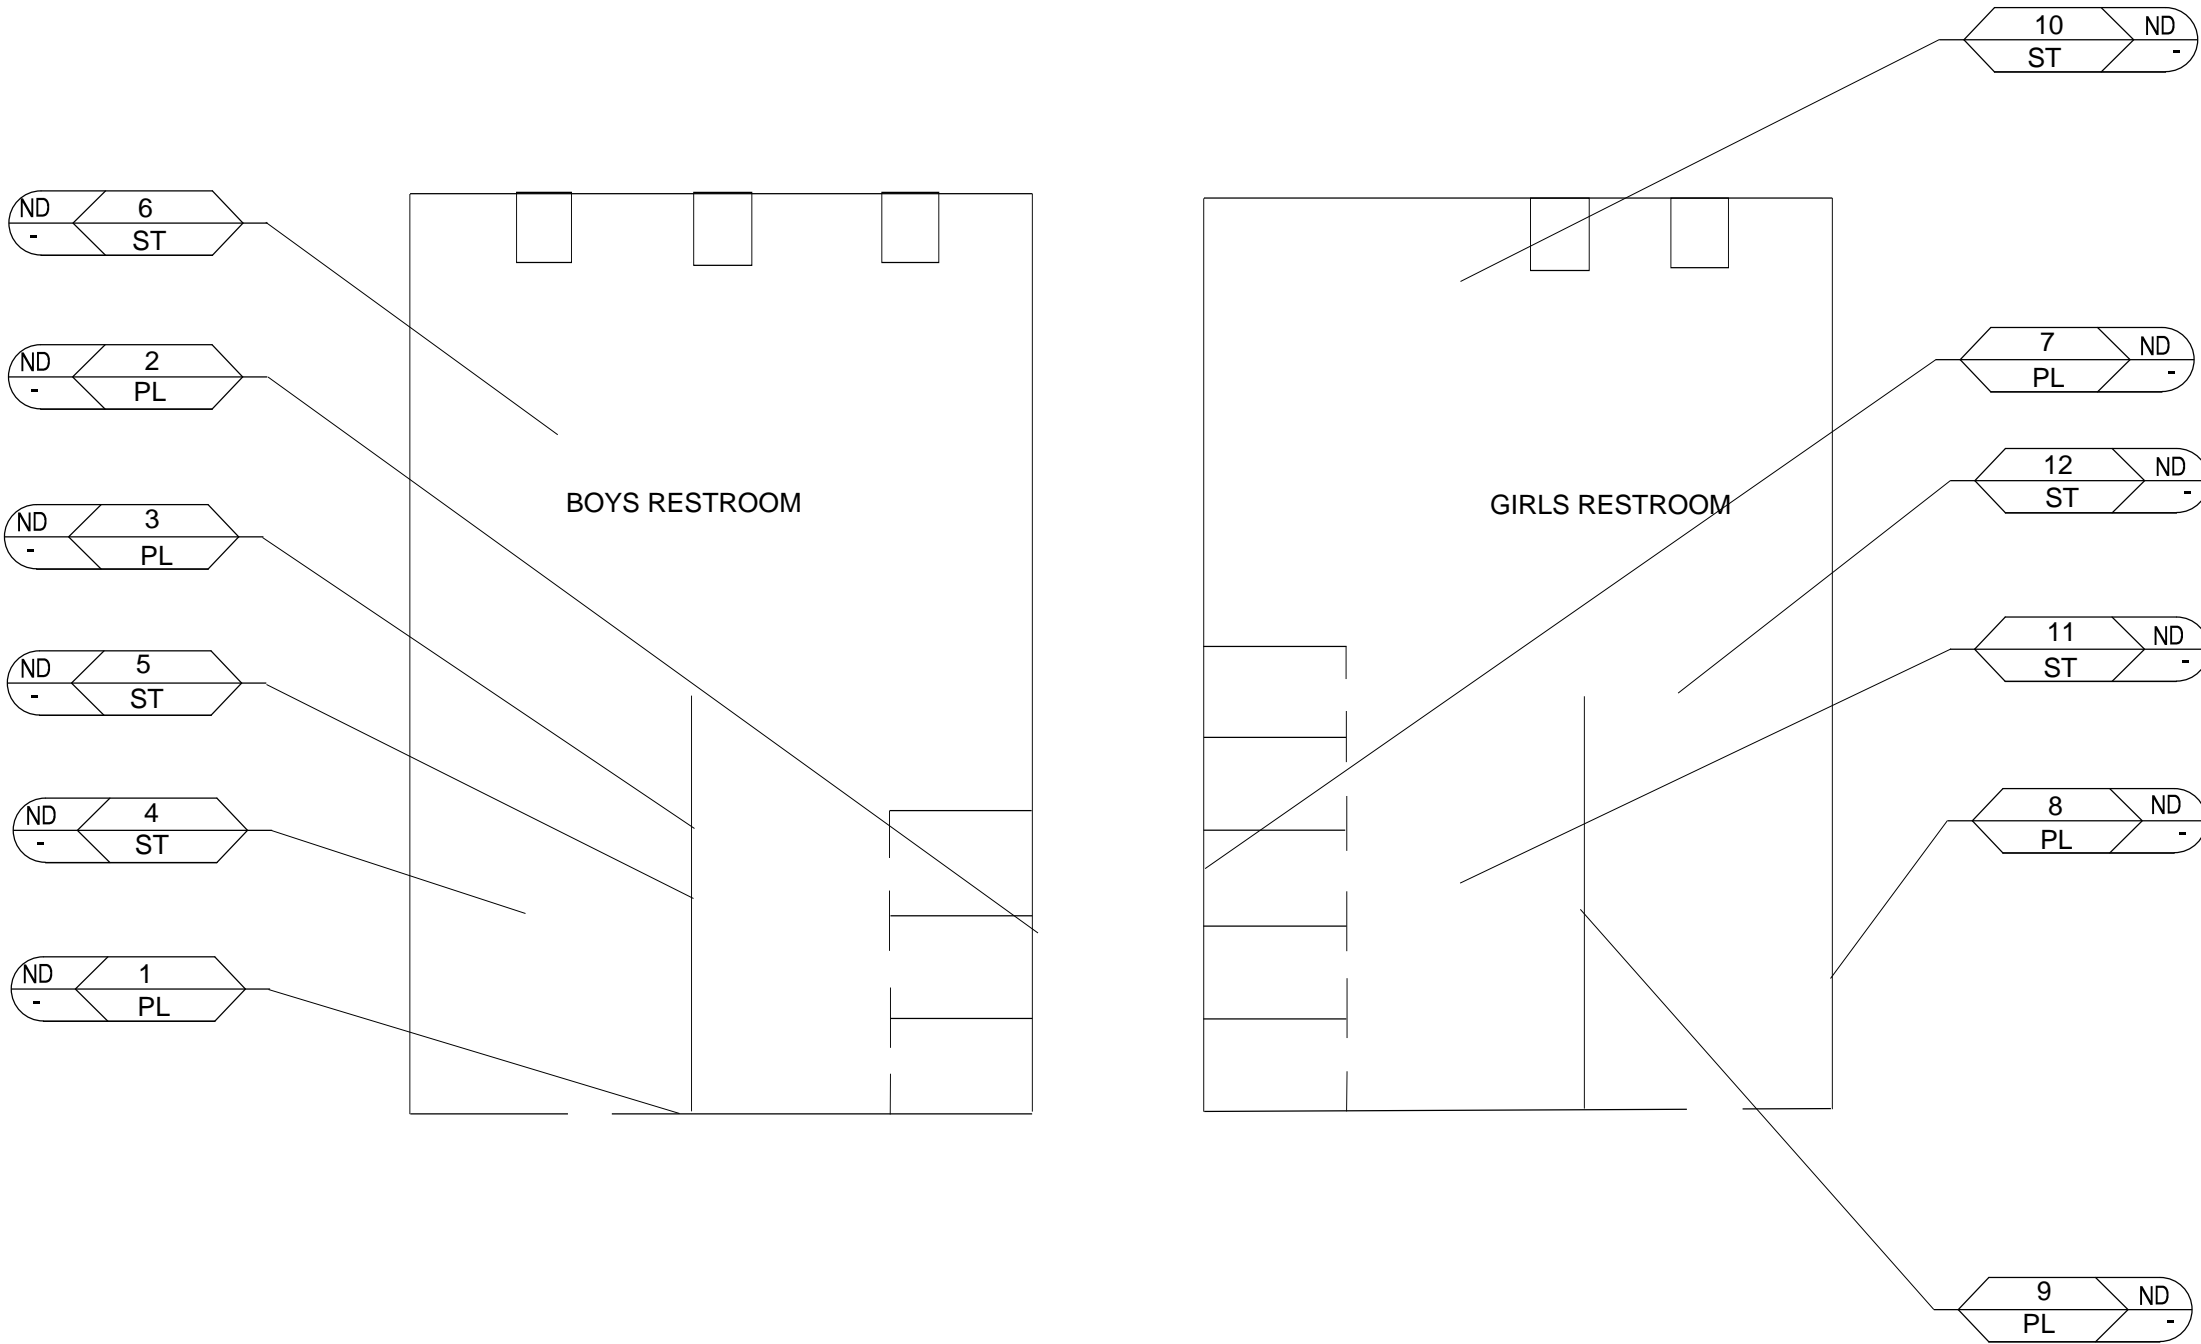 10 ND
ST -
ND 6
- ST
ND 2
- PL
7 ND
PL -
12 ND
ST -
BOYS RESTROOM
GIRLS RESTROOM
ND 3
- PL
11 ND
ST -
ND 5
- ST
8 ND
PL -
ND 4
- ST
ND 1
- PL
9 ND
PL -